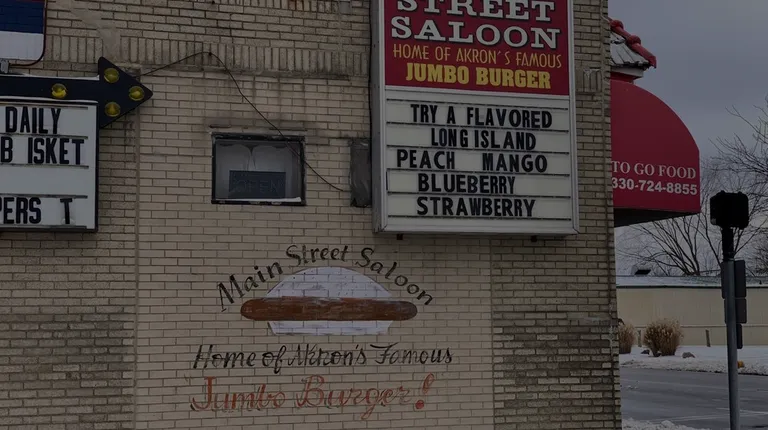 STREET
SALOON
HOME OF AKRON'S FAMOUS
JUMBO BURGER
TRY A FLAVORED
LONG ISLAND
PEACH MANGO
BLUEBERRY
STRAWBERRY
DAILY
B ISKET
PERS T
OPEN
TO GO FOOD
330-724-8855
Main Street Saloon
Home of Akron's Famous
Jumbo Burger!